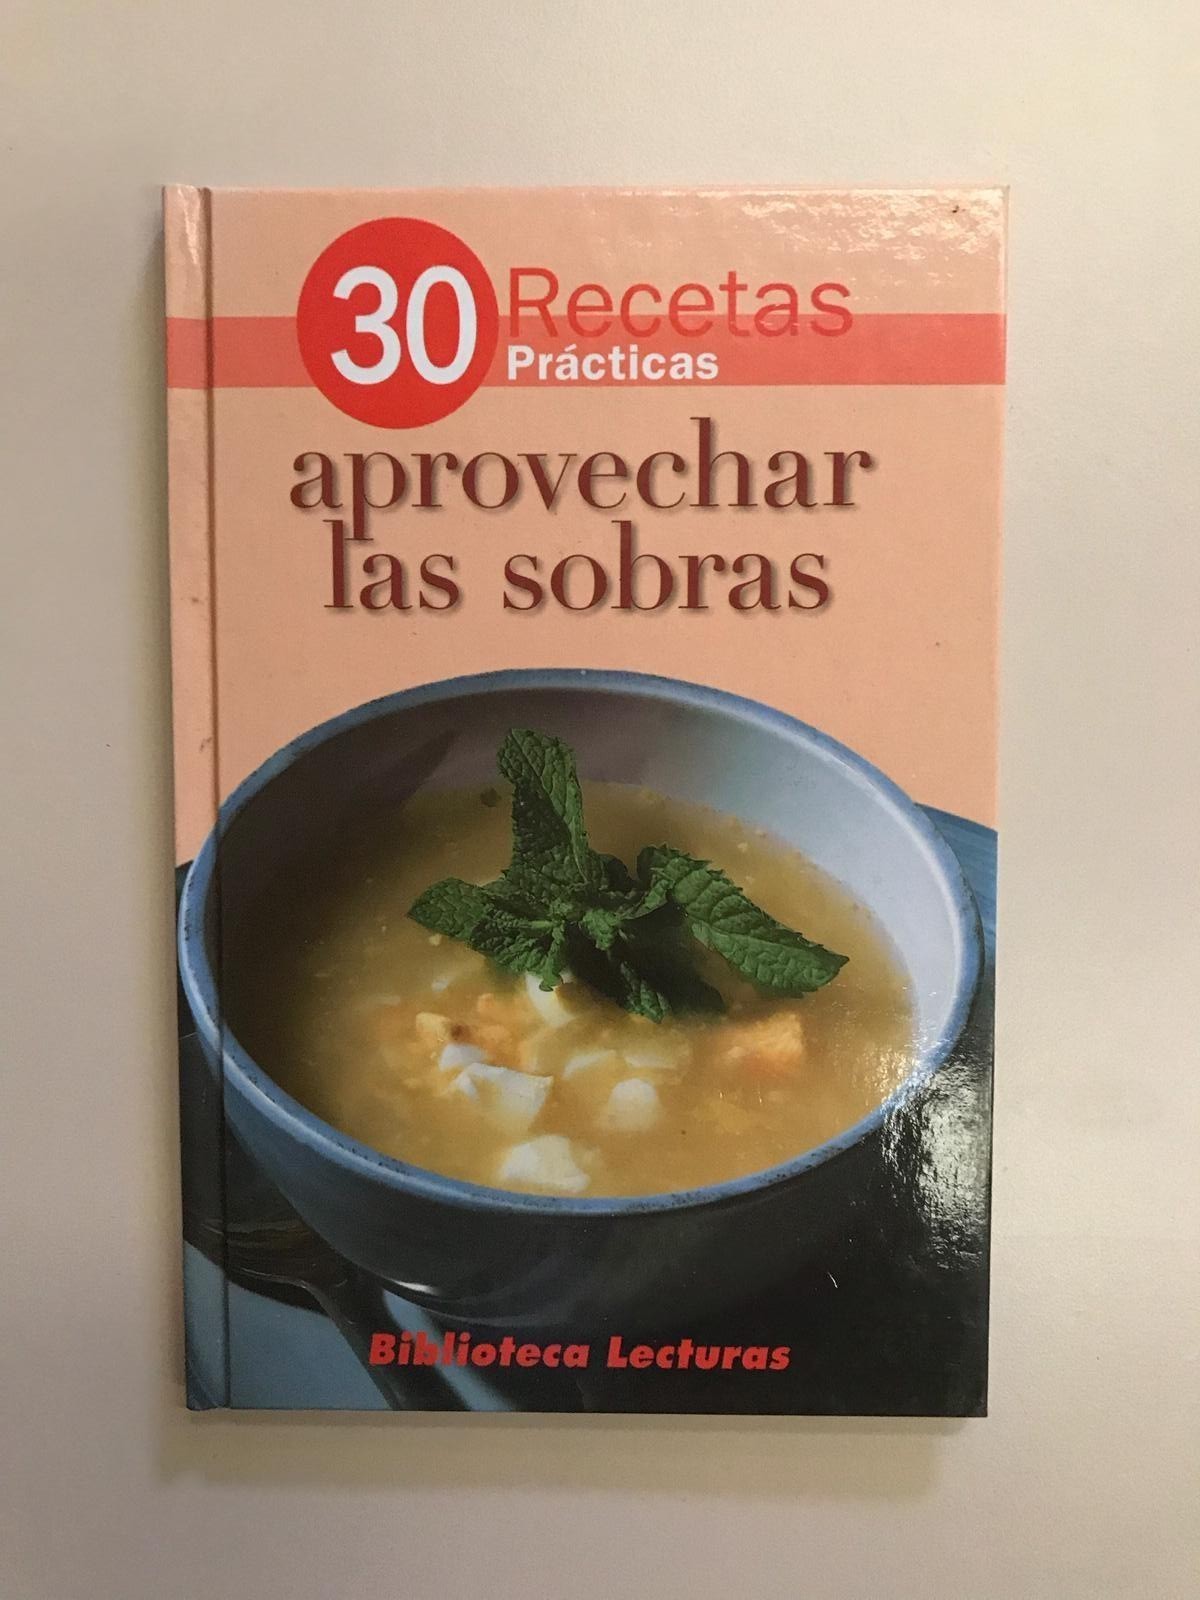 30 Recetas
Prácticas
aprovechar
las sobras
Biblioteca Lecturas